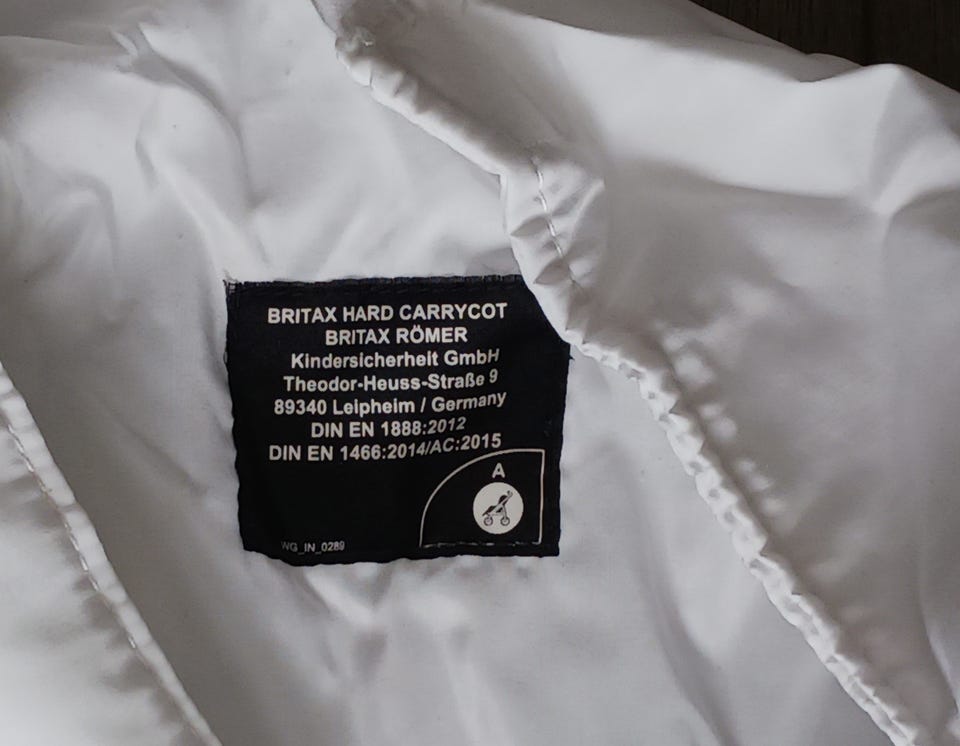 BRITAX HARD CARRYCOT
BRITAX RÖMER
Kindersicherheit GmbH
Theodor-Heuss-Straße 9
89340 Leipheim / Germany
DIN EN 1888:2012
DIN EN 1466:2014/AC:2015
A
WG_IN_0289